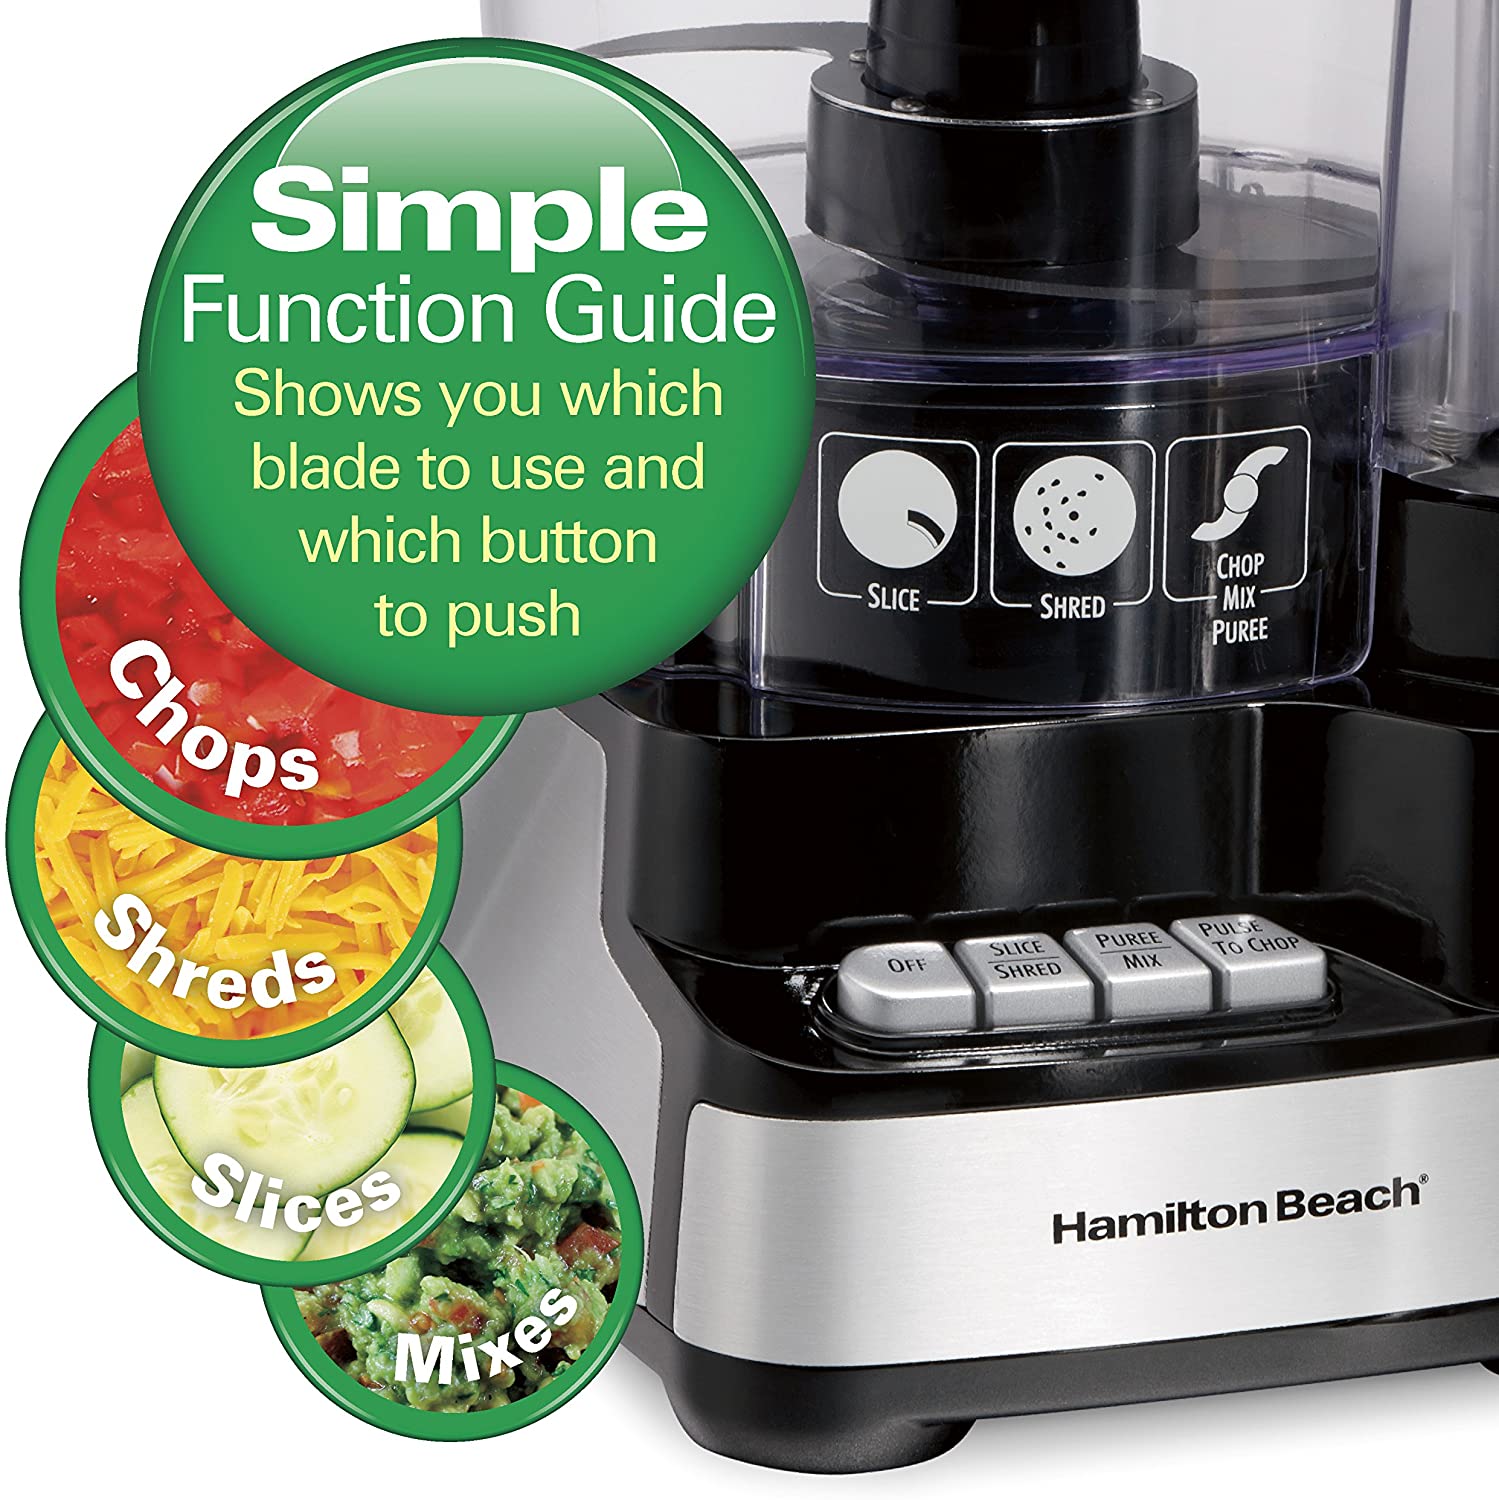 Simple
Function Guide
Shows you which
blade to use and
which button
to push
Chops
Shreds
Slices
Mixes
SLICE
SHRED
CHOP
MIX
PUREE
OFF
SLICE
SHRED
PUREE
MIX
PULSE
TO CHOP
Hamilton Beach®